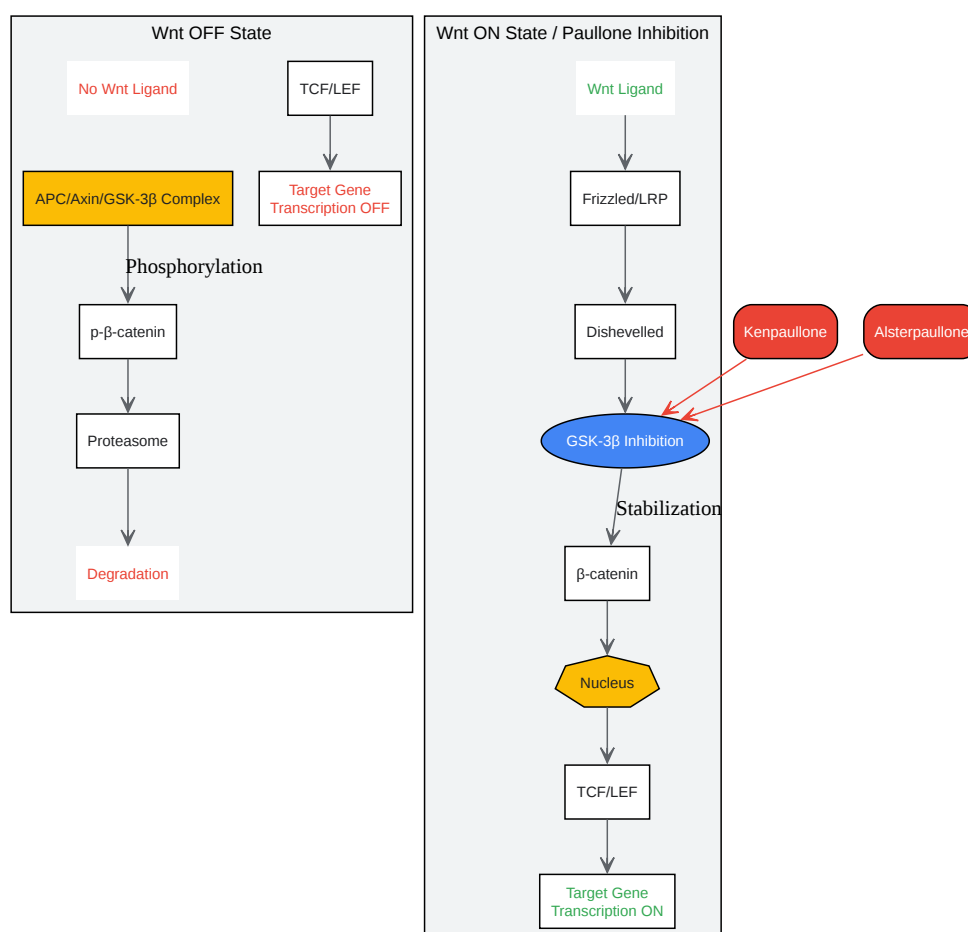 Wnt OFF State
No Wnt Ligand
TCF/LEF
APC/Axin/GSK-3β Complex
Target Gene
Transcription OFF
Phosphorylation
p-β-catenin
Proteasome
Degradation
Wnt ON State / Paullone Inhibition
Wnt Ligand
Frizzled/LRP
Dishevelled
Kenpaullone
Alsterpaullone
GSK-3β Inhibition
Stabilization
β-catenin
Nucleus
TCF/LEF
Target Gene
Transcription ON